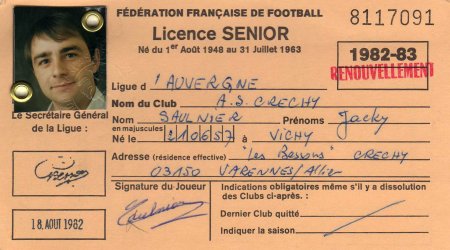 FÉDÉRATION FRANÇAISE DE FOOTBALL
8117091
Licence SENIOR
Né du 1er Août 1948 au 31 Juillet 1963
1982-83
RENOUVELLEMENT
Ligue d'AUVERGNE
Nom du Club A.S. CRECHY
Nom SAULNIER Prénoms Jacky
en majuscules
Né le 210657 à VICHY
Adresse (résidence effective) "Les Bessons" CRECHY
03150 VARENNES/Allier
Le Secrétaire Général
de la Ligue :
18. AOUT 1982
Signature du Joueur
Saulnier
Indications obligatoires même s'il y a dissolution
des Clubs ci-après. :
Dernier Club quitté
Indiquer la saison